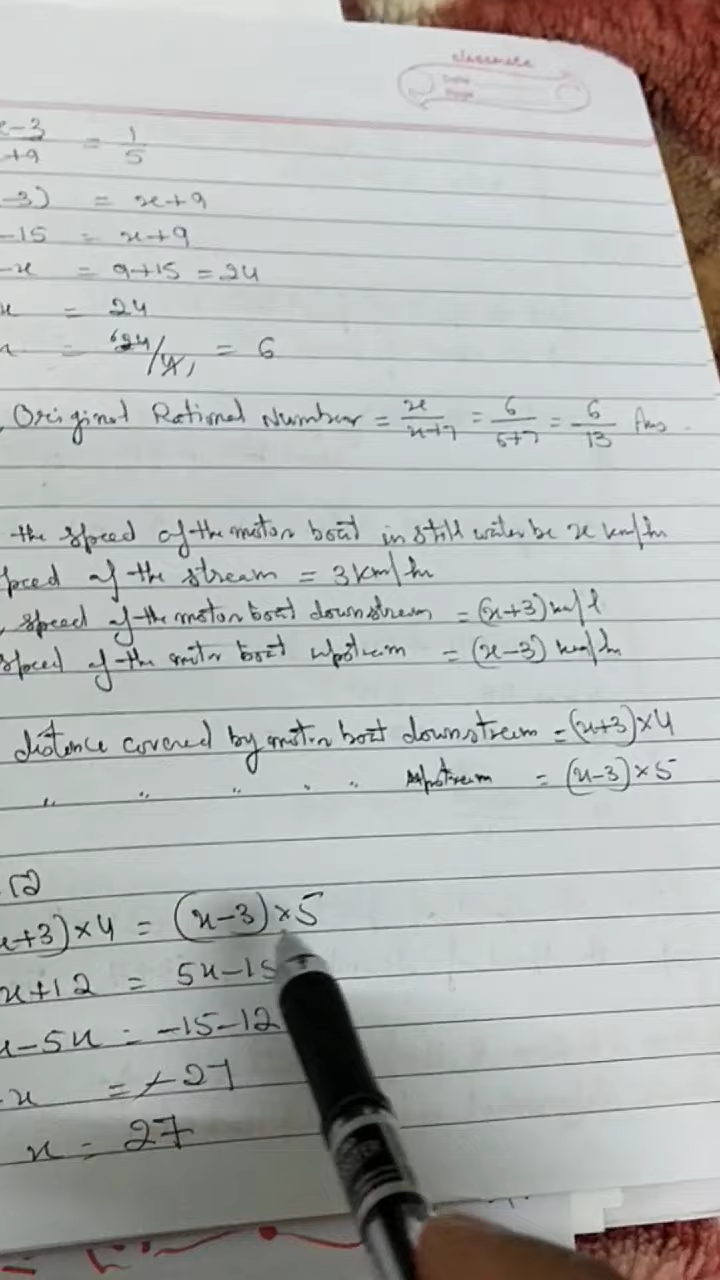 classmate
Date
Page
x-3 / +9 = 1/5
-3) = x+9
-15 = x+9
-x = 9+15 = 24
= 24
= 24/4 = 6
Original Rational Number = x/x+7 = 6/6+7 = 6/13 Ans.
the speed of the motor boat in still water be x km/hr
speed of the stream = 3 km/hr
speed of the motor boat downstream = (x+3) km/h
speed of the motor boat upstream = (x-3) km/hr
distance covered by motor boat downstream = (x+3)×4
" " " " " upstream = (x-3)×5
x+3)×4 = (x-3)×5
x+12 = 5x-15
-5x = -15-12
-x = -27
x = 27